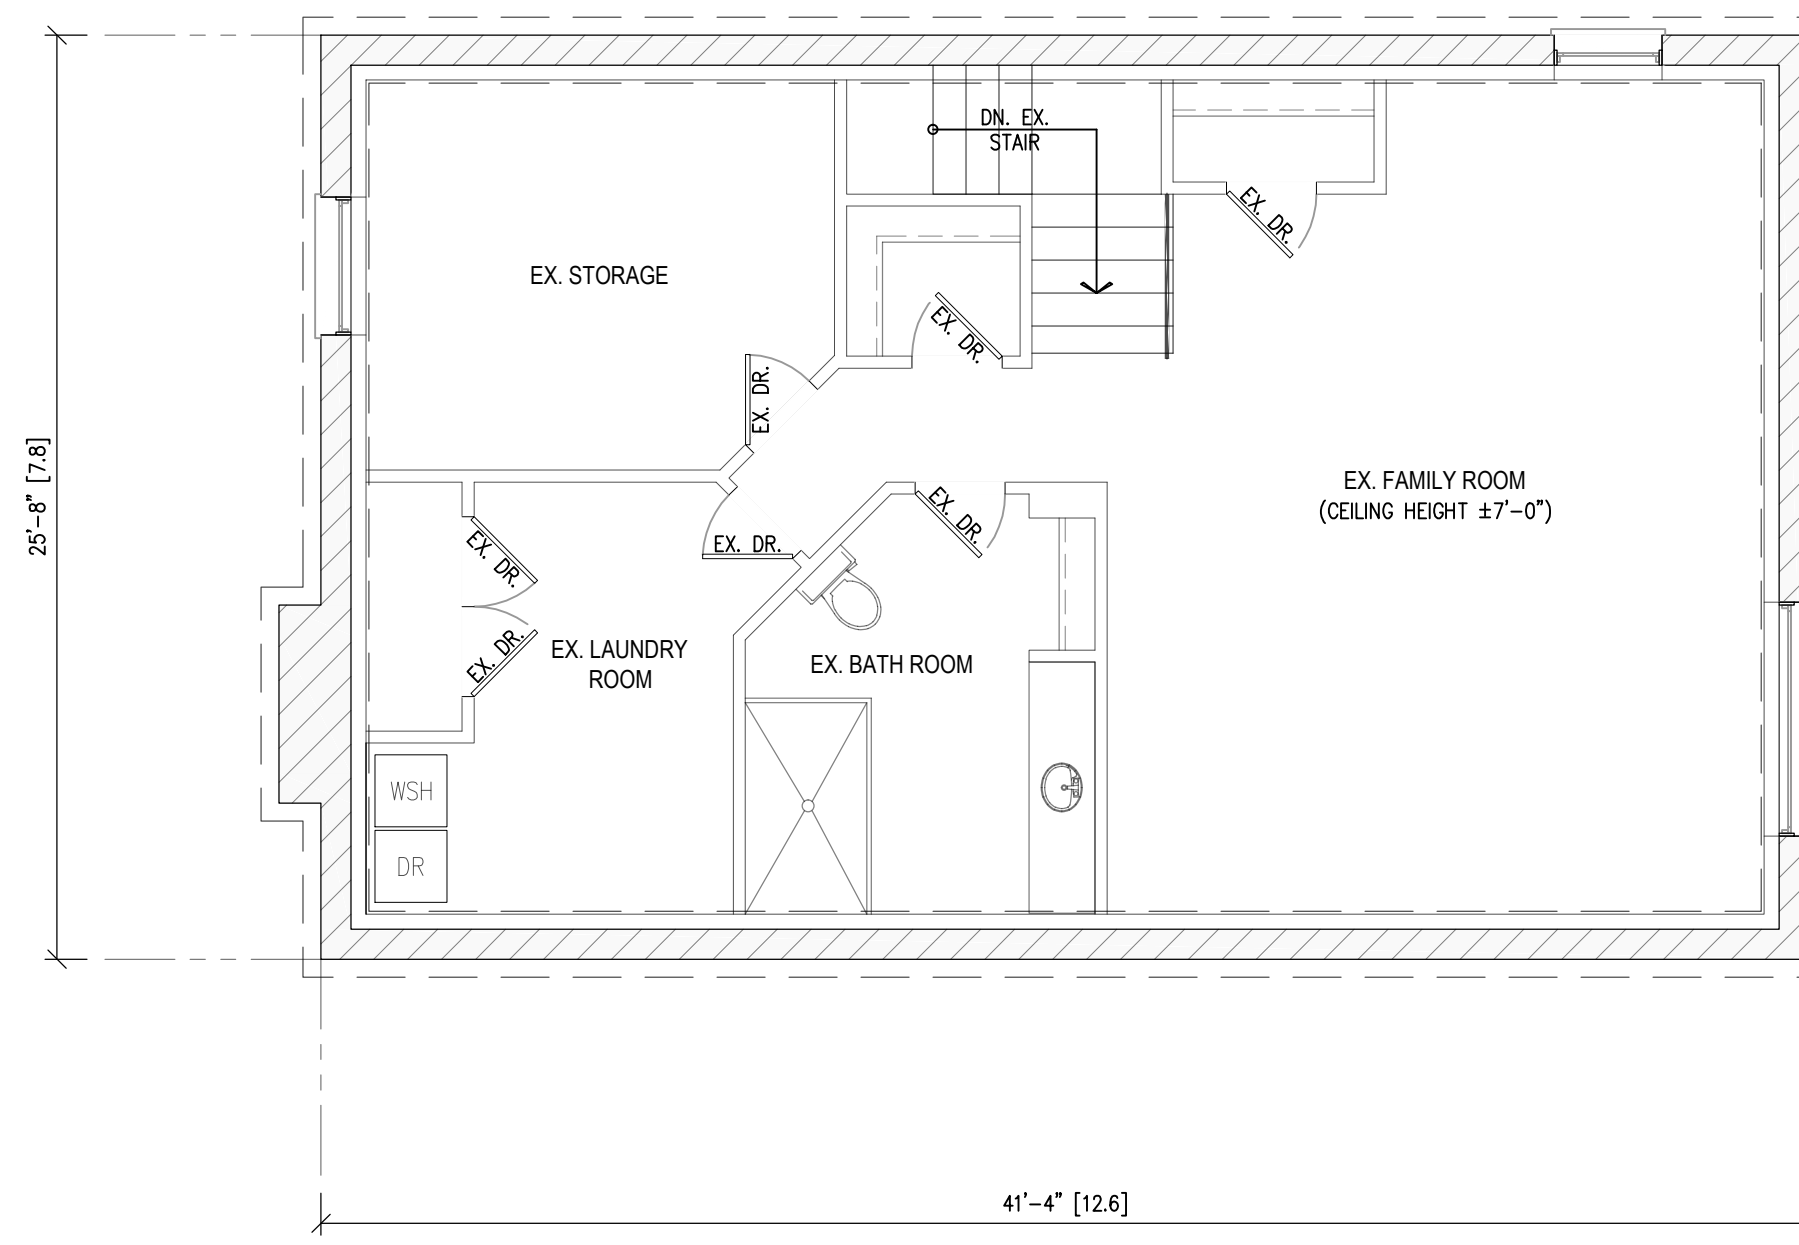 DN. EX.
STAIR
EX. DR.
EX. STORAGE
EX. DR.
EX. DR.
25'-8" [7.8]
EX. FAMILY ROOM
(CEILING HEIGHT ±7'-0")
EX. DR.
EX. DR.
EX. DR.
EX. DR.
EX. LAUNDRY
ROOM
EX. BATH ROOM
WSH
DR
41'-4" [12.6]